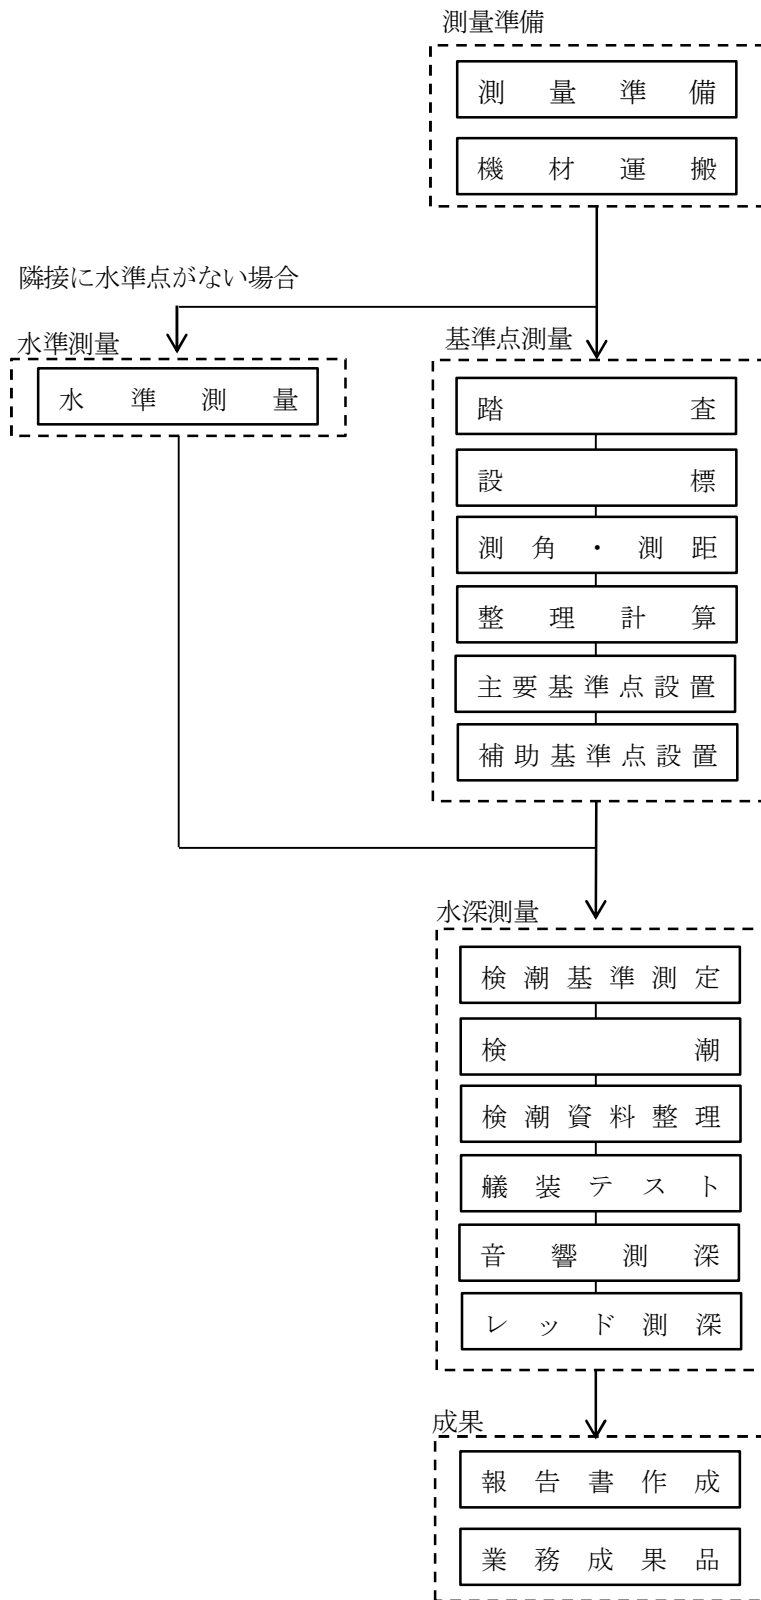 測量準備
測量準備
機材運搬
隣接に水準点がない場合
水準測量
水準測量
基準点測量
踏査
設標
測角・測距
整理計算
主要基準点設置
補助基準点設置
水深測量
検潮基準測定
検潮
検潮資料整理
艤装テスト
音響測深
レッド測深
成果
報告書作成
業務成果品